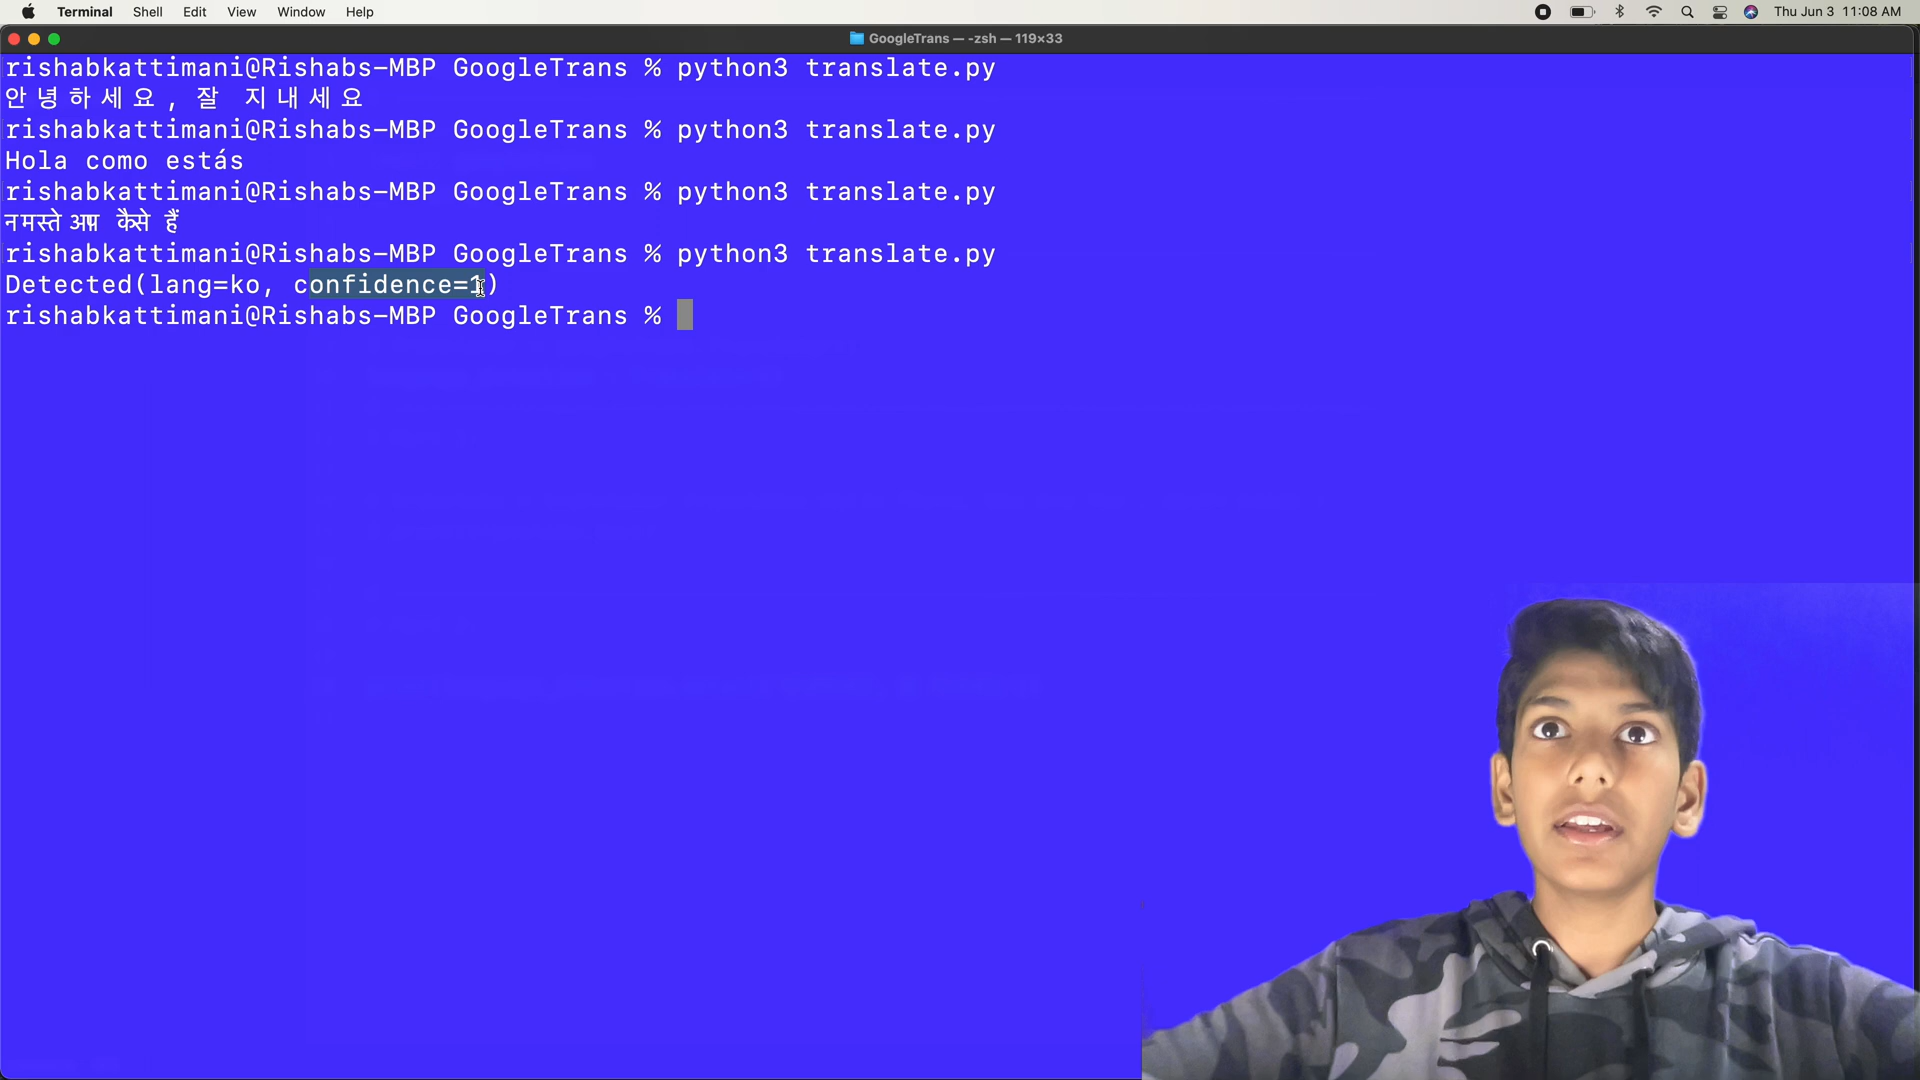 Terminal Shell Edit View Window Help Thu Jun 3 11:08 AM
GoogleTrans — -zsh — 119×33
rishabkattimani@Rishabs-MBP GoogleTrans % python3 translate.py
안녕하세요, 잘 지내세요
rishabkattimani@Rishabs-MBP GoogleTrans % python3 translate.py
Hola como estás
rishabkattimani@Rishabs-MBP GoogleTrans % python3 translate.py
नमस्ते आप कैसे हैं
rishabkattimani@Rishabs-MBP GoogleTrans % python3 translate.py
Detected(lang=ko, confidence=1)
rishabkattimani@Rishabs-MBP GoogleTrans %